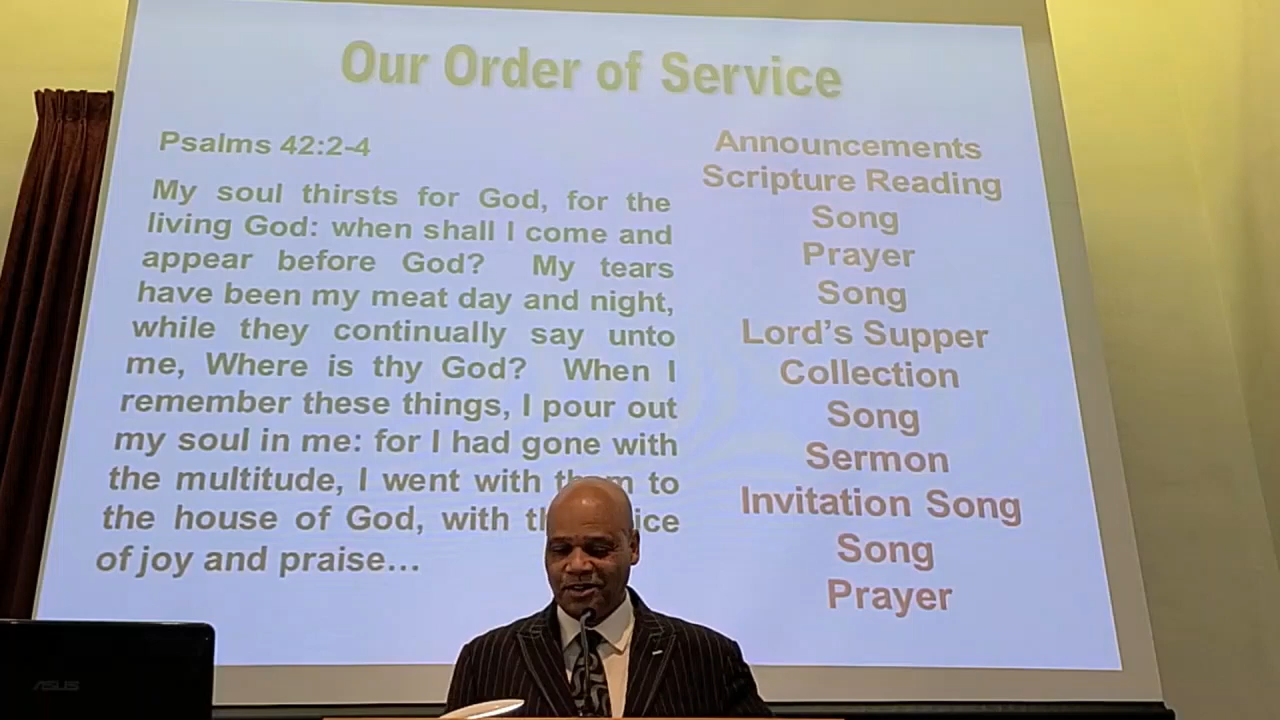 Our Order of Service
Psalms 42:2-4
My soul thirsts for God, for the
living God: when shall I come and
appear before God? My tears
have been my meat day and night,
while they continually say unto
me, Where is thy God? When I
remember these things, I pour out
my soul in me: for I had gone with
the multitude, I went with them to
the house of God, with
of joy and praise...
Announcements
Scripture Reading
Song
Prayer
Song
Lord's Supper
Collection
Song
Sermon
Invitation Song
Song
Prayer
ASUS